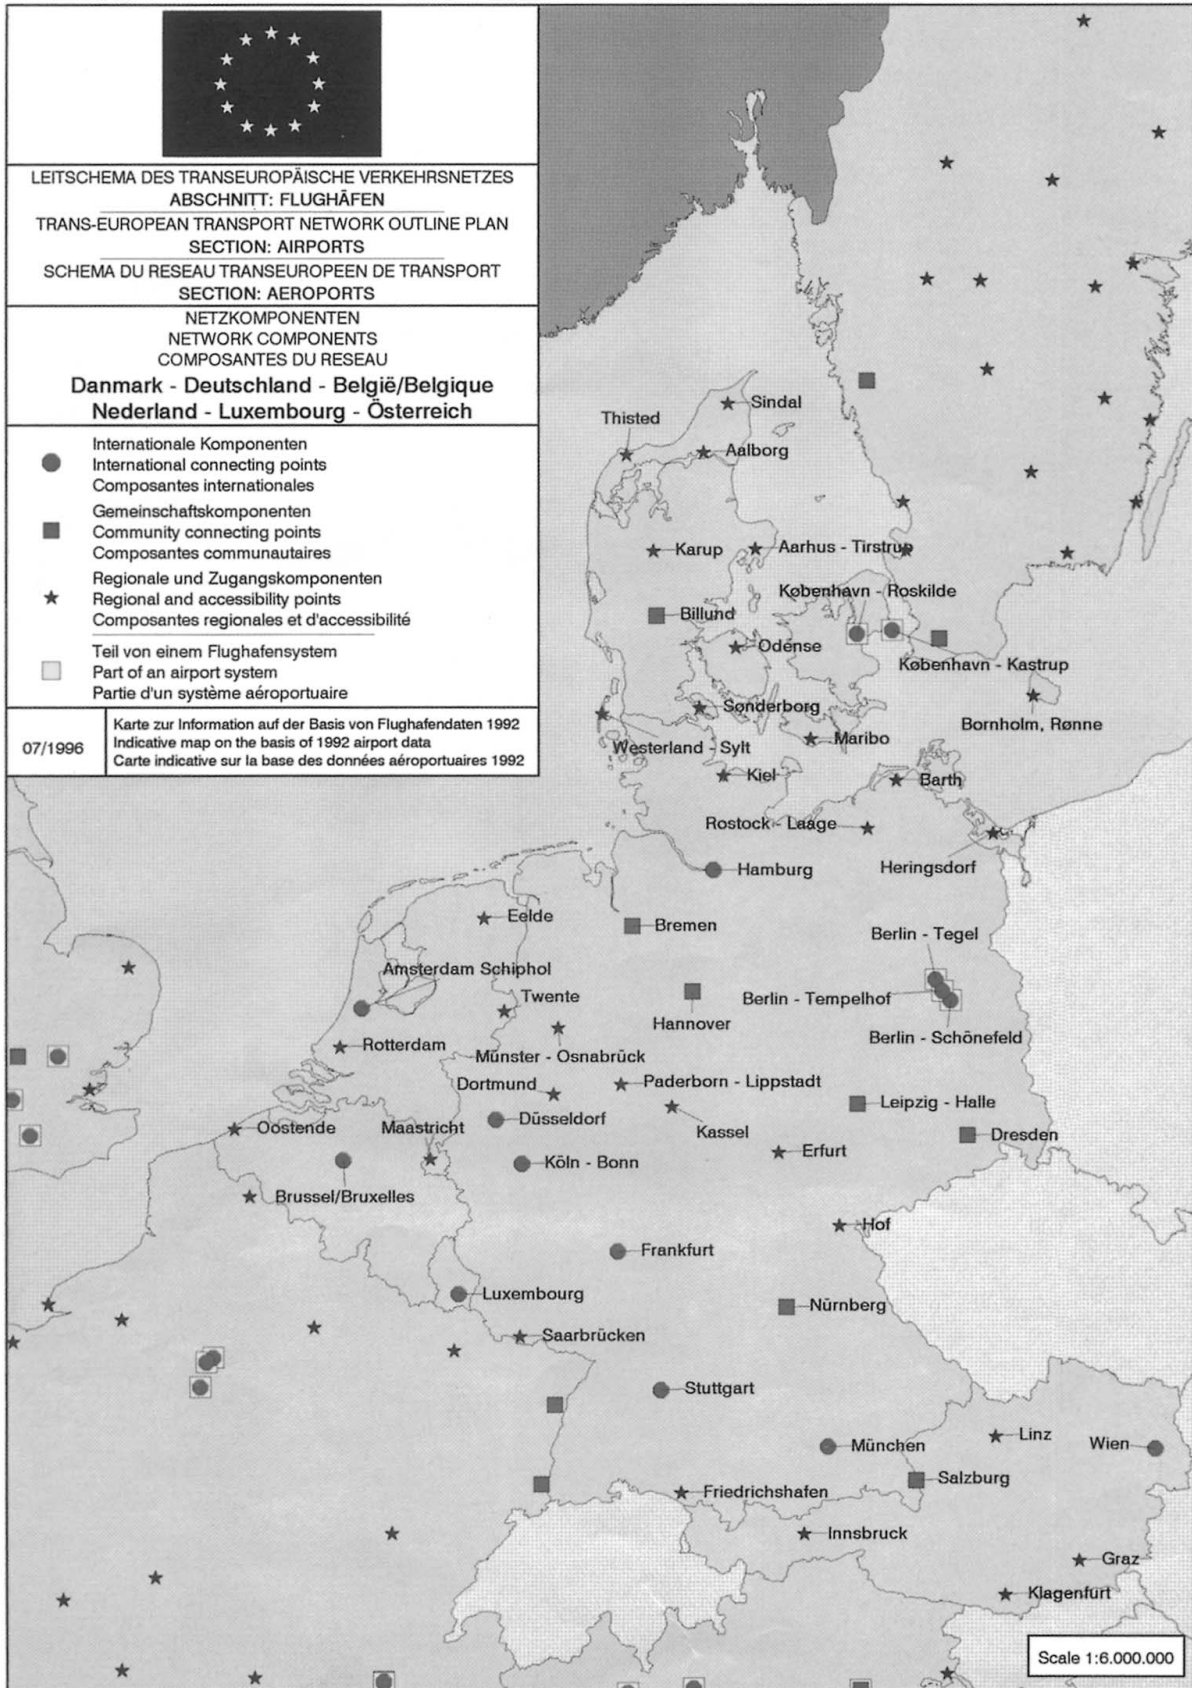 LEITSCHEMA DES TRANSEUROPÄISCHE VERKEHRSNETZES
ABSCHNITT: FLUGHÄFEN
TRANS-EUROPEAN TRANSPORT NETWORK OUTLINE PLAN
SECTION: AIRPORTS
SCHEMA DU RESEAU TRANSEUROPEEN DE TRANSPORT
SECTION: AEROPORTS
NETZKOMPONENTEN
NETWORK COMPONENTS
COMPOSANTES DU RESEAU
Danmark - Deutschland - België/Belgique
Nederland - Luxembourg - Österreich
Internationale Komponenten
International connecting points
Composantes internationales
Gemeinschaftskomponenten
Community connecting points
Composantes communautaires
Regionale und Zugangskomponenten
Regional and accessibility points
Composantes regionales et d'accessibilité
Teil von einem Flughafensystem
Part of an airport system
Partie d'un système aéroportuaire
07/1996
Karte zur Information auf der Basis von Flughafendaten 1992
Indicative map on the basis of 1992 airport data
Carte indicative sur la base des données aéroportuaires 1992
Sindal
Thisted
Aalborg
Karup
Aarhus - Tirstrup
København - Roskilde
Billund
Odense
København - Kastrup
Sønderborg
Bornholm, Rønne
Maribo
Westerland - Sylt
Kiel
Barth
Rostock - Laage
Heringsdorf
Hamburg
Eelde
Bremen
Berlin - Tegel
Amsterdam Schiphol
Twente
Berlin - Tempelhof
Hannover
Berlin - Schönefeld
Rotterdam
Münster - Osnabrück
Dortmund
Paderborn - Lippstadt
Leipzig - Halle
Düsseldorf
Kassel
Oostende
Maastricht
Dresden
Erfurt
Köln - Bonn
Brussel/Bruxelles
Hof
Frankfurt
Luxembourg
Nürnberg
Saarbrücken
Stuttgart
Linz
Wien
München
Salzburg
Friedrichshafen
Innsbruck
Graz
Klagenfurt
Scale 1:6.000.000